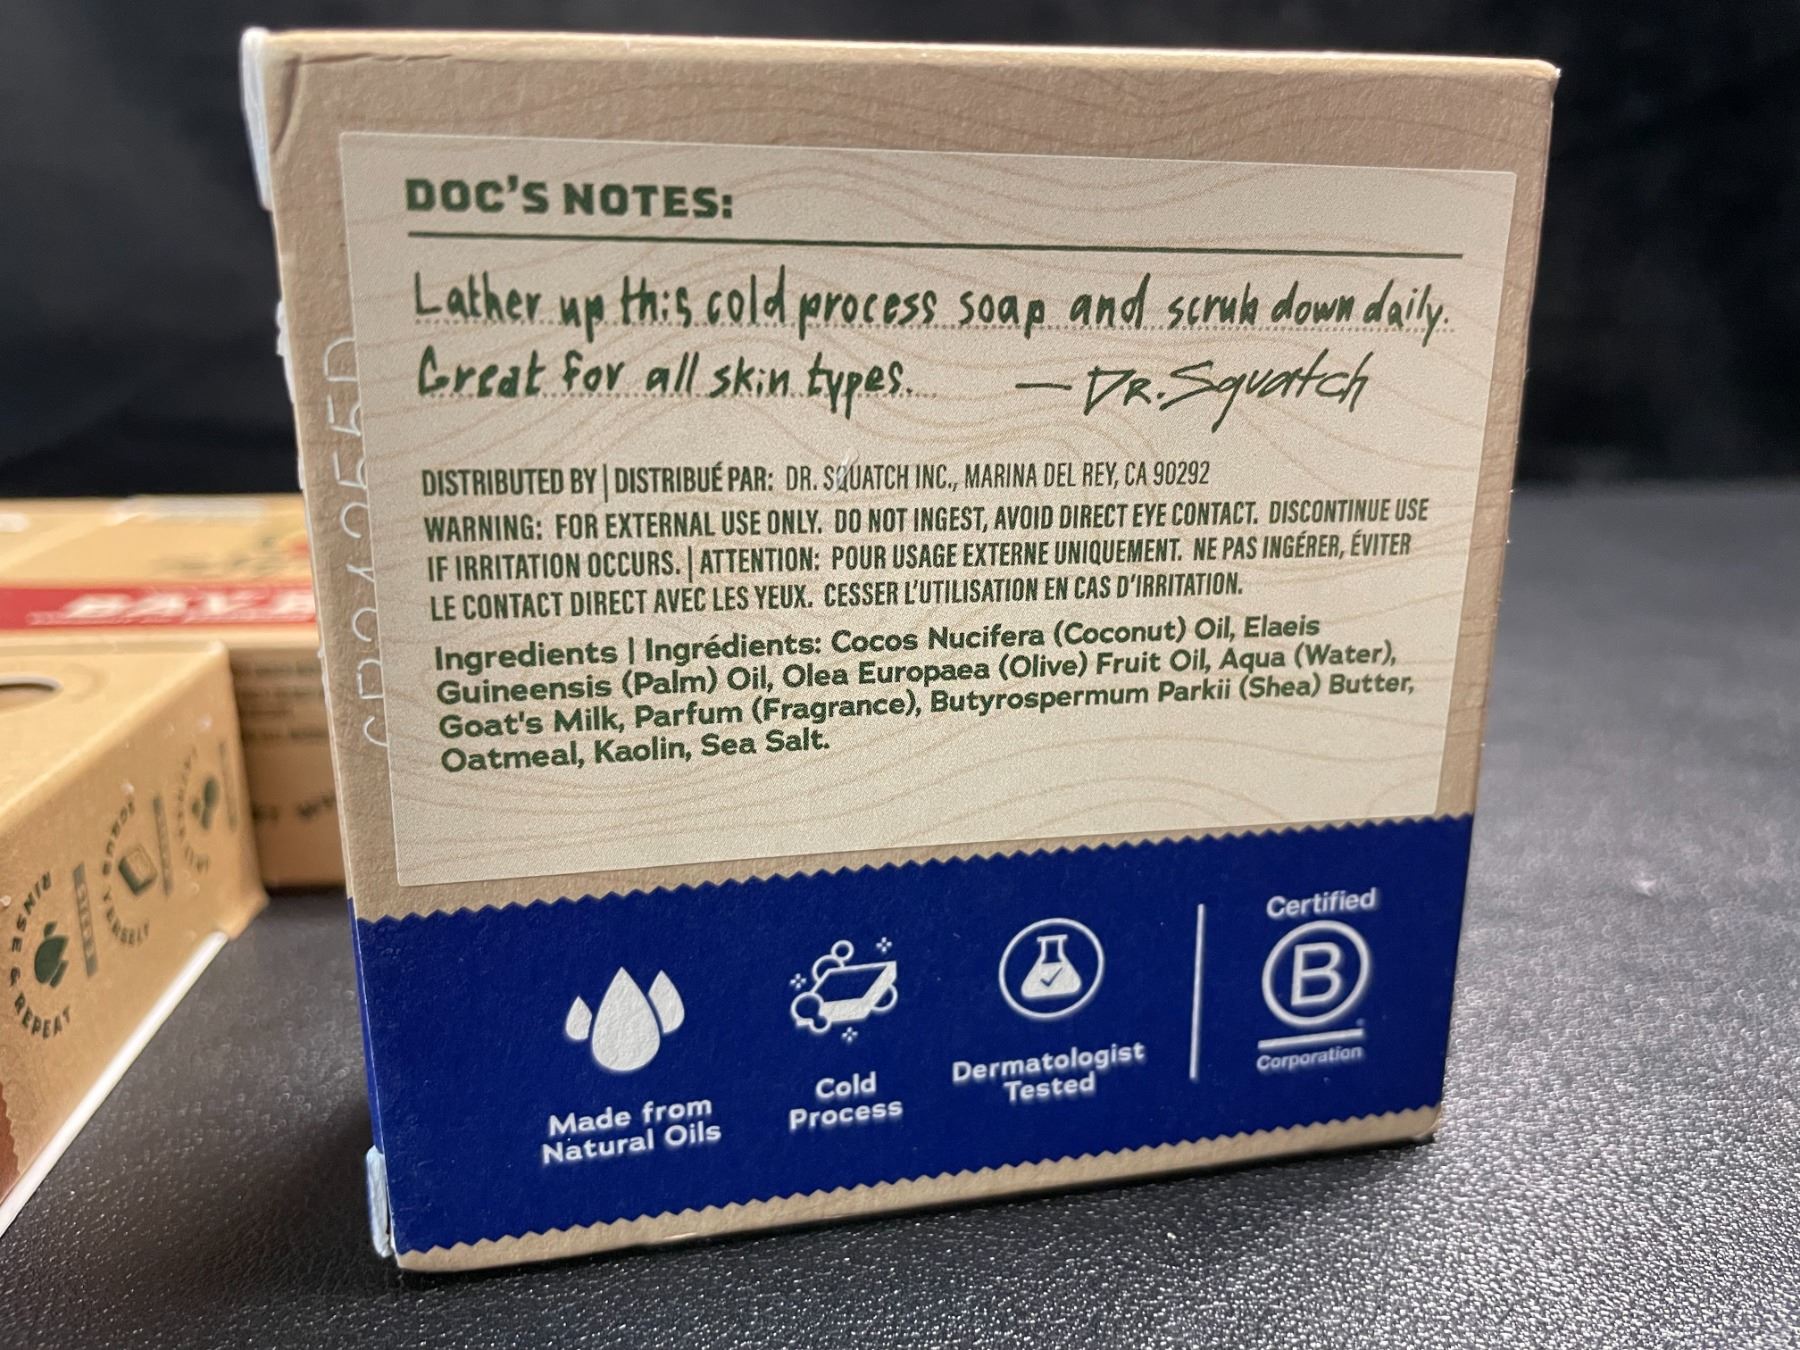 DOC'S NOTES:
Lather up this cold process soap and scrub down daily.
Great for all skin types. — DR. Squatch
DISTRIBUTED BY | DISTRIBUÉ PAR: DR. SQUATCH INC., MARINA DEL REY, CA 90292
WARNING: FOR EXTERNAL USE ONLY. DO NOT INGEST, AVOID DIRECT EYE CONTACT. DISCONTINUE USE
IF IRRITATION OCCURS. | ATTENTION: POUR USAGE EXTERNE UNIQUEMENT. NE PAS INGÉRER, ÉVITER
LE CONTACT DIRECT AVEC LES YEUX. CESSER L'UTILISATION EN CAS D'IRRITATION.
Ingredients | Ingrédients: Cocos Nucifera (Coconut) Oil, Elaeis
Guineensis (Palm) Oil, Olea Europaea (Olive) Fruit Oil, Aqua (Water),
Goat's Milk, Parfum (Fragrance), Butyrospermum Parkii (Shea) Butter,
Oatmeal, Kaolin, Sea Salt.
Made from
Natural Oils
Cold
Process
Dermatologist
Tested
Certified
B
Corporation
RINSE & REPEAT